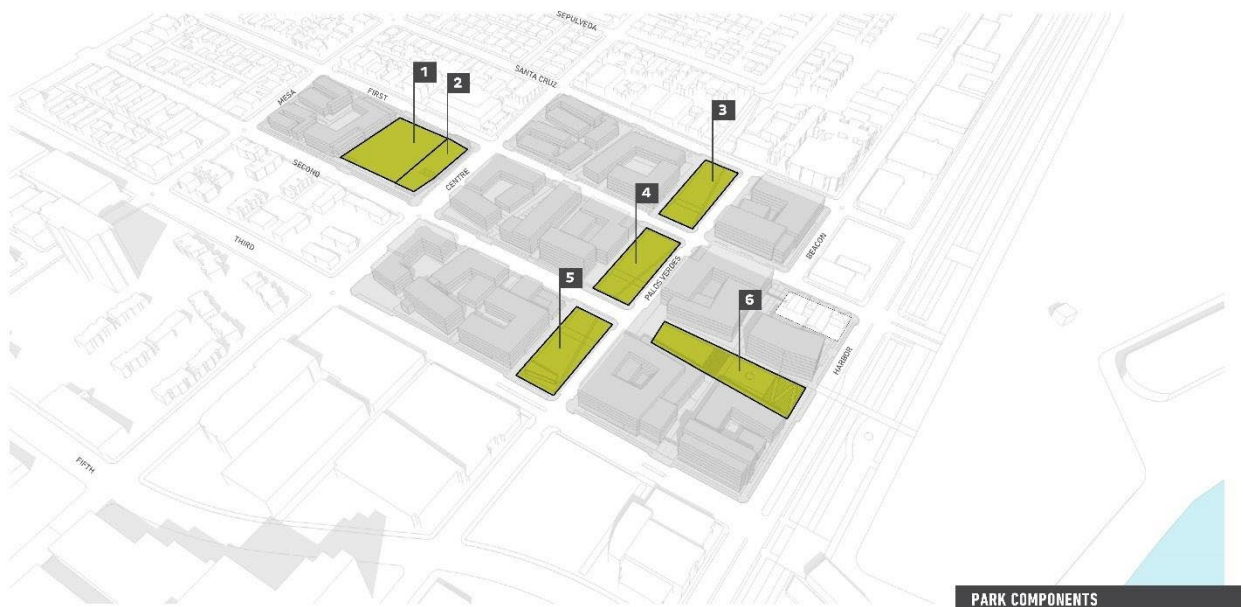 SEPULVEDA
SANTA CRUZ
1
2
3
MESA
FIRST
SECOND
CENTRE
4
THIRD
PALOS VERDES
BEACON
5
6
HARBOR
FIFTH
PARK COMPONENTS